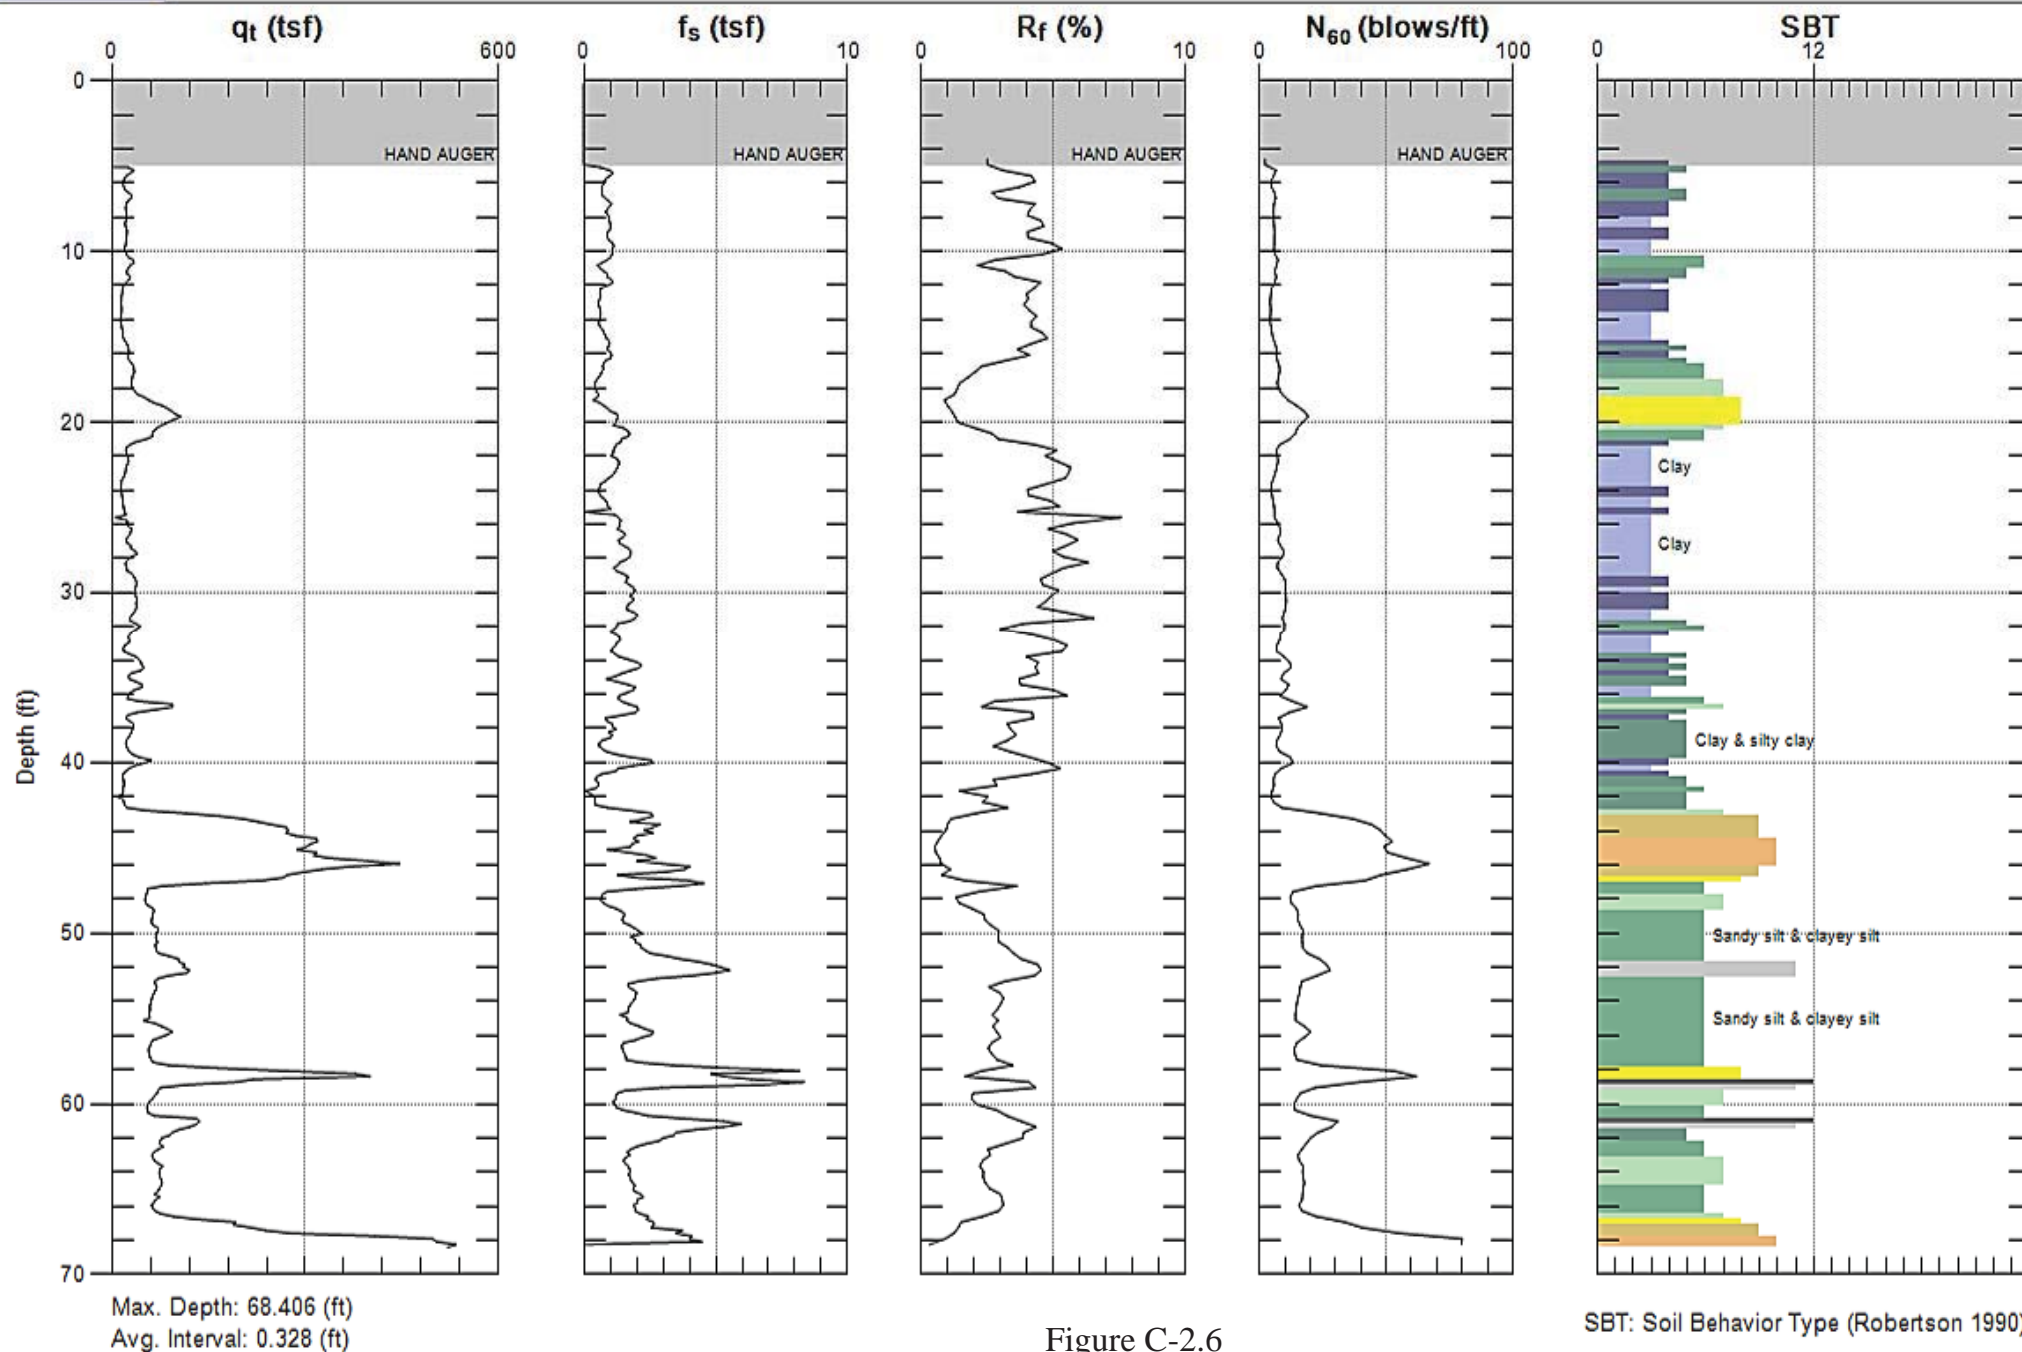 qt (tsf) fs (tsf) Rf (%) N60 (blows/ft) SBT
0 600 0 10 0 10 0 100 0 12
0
HAND AUGER HAND AUGER HAND AUGER HAND AUGER
10
20
Clay
Clay
30
Depth (ft)
Clay & silty clay
40
50
Sandy silt & clayey silt
Sandy silt & clayey silt
60
70
Max. Depth: 68.406 (ft)
Avg. Interval: 0.328 (ft)
Figure C-2.6
SBT: Soil Behavior Type (Robertson 1990)